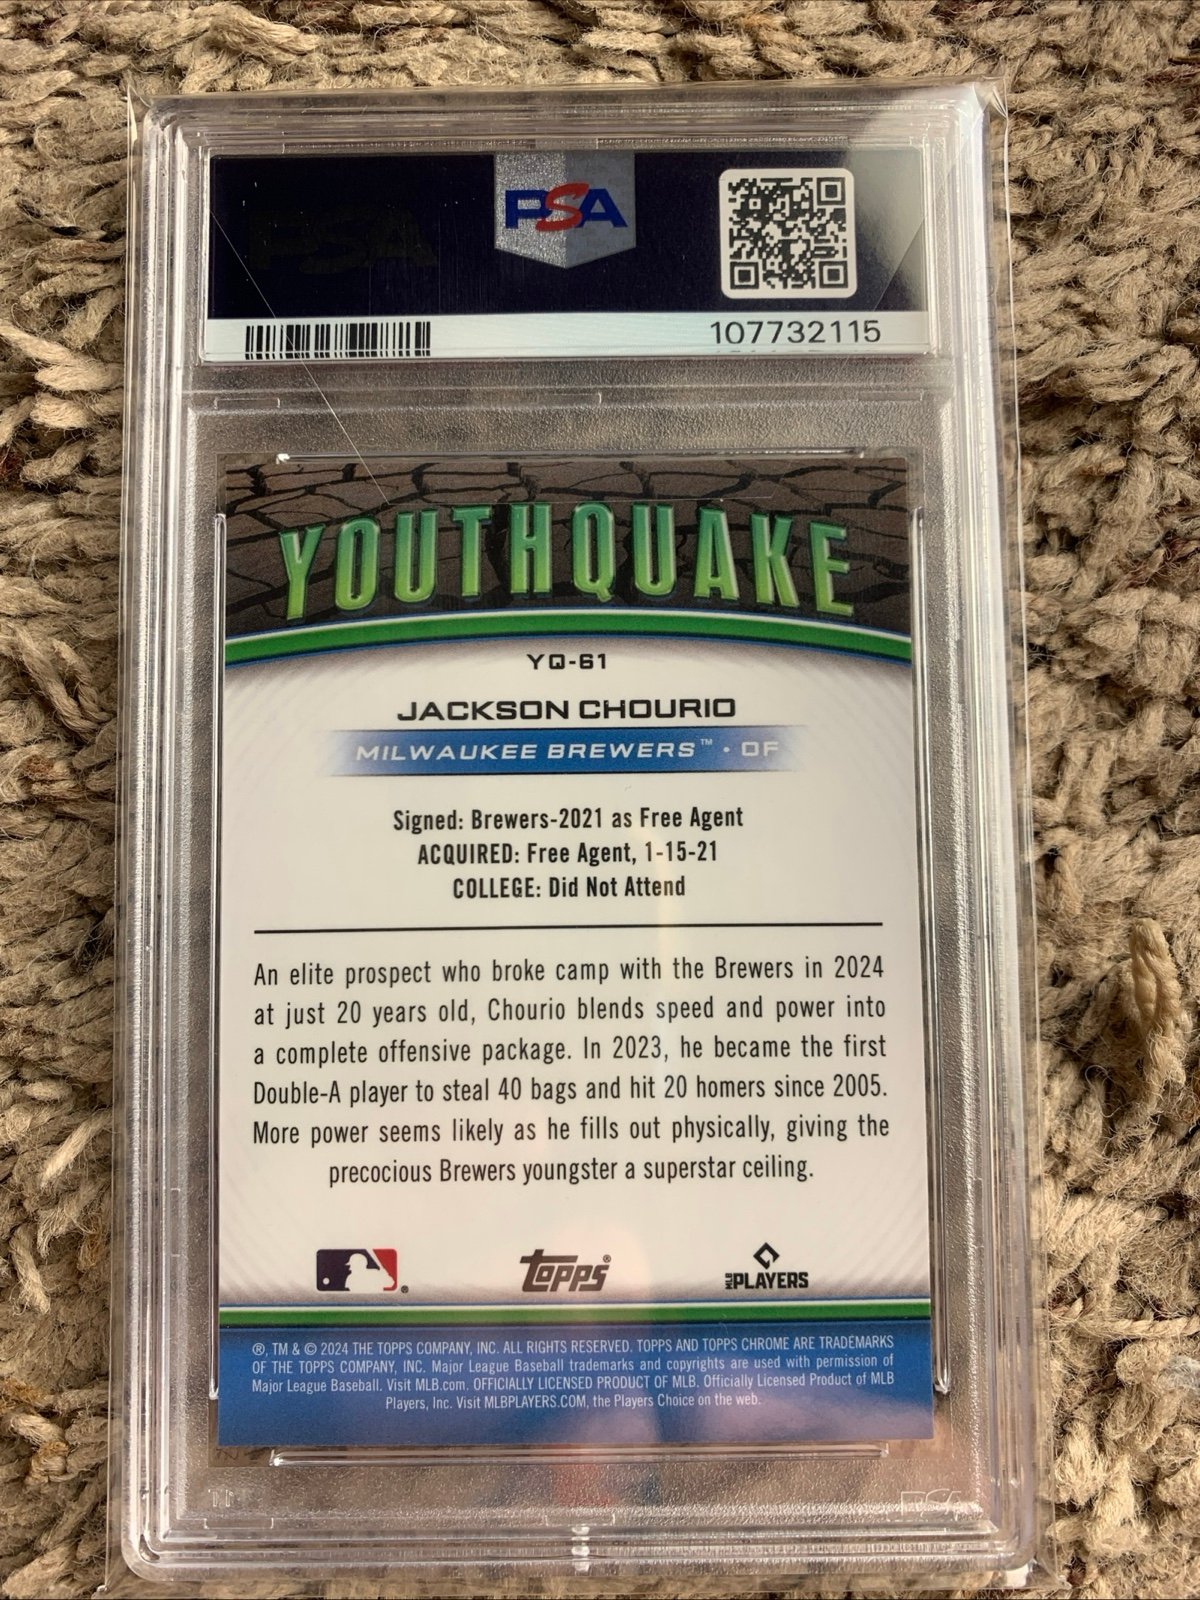 PSA
107732115
YOUTHQUAKE
YQ-61
JACKSON CHOURIO
MILWAUKEE BREWERS™ • OF
Signed: Brewers-2021 as Free Agent
ACQUIRED: Free Agent, 1-15-21
COLLEGE: Did Not Attend
An elite prospect who broke camp with the Brewers in 2024
at just 20 years old, Chourio blends speed and power into
a complete offensive package. In 2023, he became the first
Double-A player to steal 40 bags and hit 20 homers since 2005.
More power seems likely as he fills out physically, giving the
precocious Brewers youngster a superstar ceiling.
® topps® MLB PLAYERS
®, TM & © 2024 THE TOPPS COMPANY, INC. ALL RIGHTS RESERVED. TOPPS AND TOPPS CHROME ARE TRADEMARKS
OF THE TOPPS COMPANY, INC. Major League Baseball trademarks and copyrights are used with permission of
Major League Baseball. Visit MLB.com. OFFICIALLY LICENSED PRODUCT OF MLB. Officially Licensed Product of MLB
Players, Inc. Visit MLBPLAYERS.COM, the Players Choice on the web.
PSA